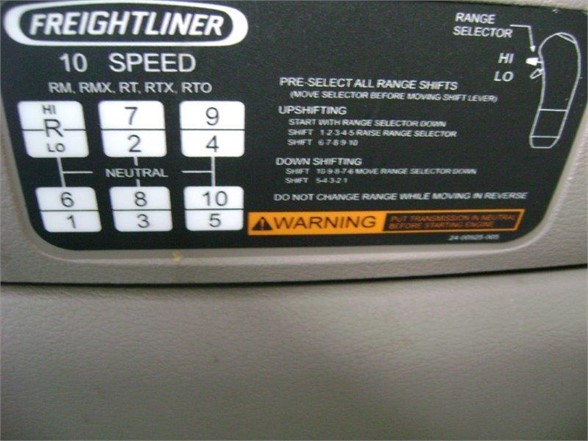 FREIGHTLINER
10 SPEED
RM, RMX, RT, RTX, RTO
HI
R
LO
7
2
9
4
NEUTRAL
6
1
8
3
10
5
PRE-SELECT ALL RANGE SHIFTS
(MOVE SELECTOR BEFORE MOVING SHIFT LEVER)
UPSHIFTING
START WITH RANGE SELECTOR DOWN
SHIFT 1-2-3-4-5 RAISE RANGE SELECTOR
SHIFT 6-7-8-9-10
DOWN SHIFTING
SHIFT 10-9-8-7-6 MOVE RANGE SELECTOR DOWN
SHIFT 5-4-3-2-1
DO NOT CHANGE RANGE WHILE MOVING IN REVERSE
WARNING
PUT TRANSMISSION IN NEUTRAL
BEFORE STARTING ENGINE
RANGE
SELECTOR
HI
LO